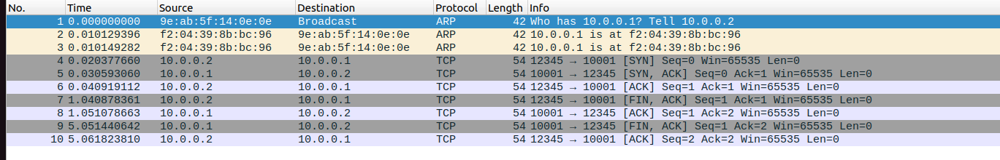 No. Time Source Destination Protocol Length Info
1 0.000000000 9e:ab:5f:14:0e:0e Broadcast ARP 42 Who has 10.0.0.1? Tell 10.0.0.2
2 0.010129396 f2:04:39:8b:bc:96 9e:ab:5f:14:0e:0e ARP 42 10.0.0.1 is at f2:04:39:8b:bc:96
3 0.010149282 f2:04:39:8b:bc:96 9e:ab:5f:14:0e:0e ARP 42 10.0.0.1 is at f2:04:39:8b:bc:96
4 0.020377660 10.0.0.2 10.0.0.1 TCP 54 12345 → 10001 [SYN] Seq=0 Win=65535 Len=0
5 0.030593060 10.0.0.1 10.0.0.2 TCP 54 10001 → 12345 [SYN, ACK] Seq=0 Ack=1 Win=65535 Len=0
6 0.040919112 10.0.0.2 10.0.0.1 TCP 54 12345 → 10001 [ACK] Seq=1 Ack=1 Win=65535 Len=0
7 1.040878361 10.0.0.2 10.0.0.1 TCP 54 12345 → 10001 [FIN, ACK] Seq=1 Ack=1 Win=65535 Len=0
8 1.051078663 10.0.0.1 10.0.0.2 TCP 54 10001 → 12345 [ACK] Seq=1 Ack=2 Win=65535 Len=0
9 5.051440642 10.0.0.1 10.0.0.2 TCP 54 10001 → 12345 [FIN, ACK] Seq=1 Ack=2 Win=65535 Len=0
10 5.061823810 10.0.0.2 10.0.0.1 TCP 54 12345 → 10001 [ACK] Seq=2 Ack=2 Win=65535 Len=0